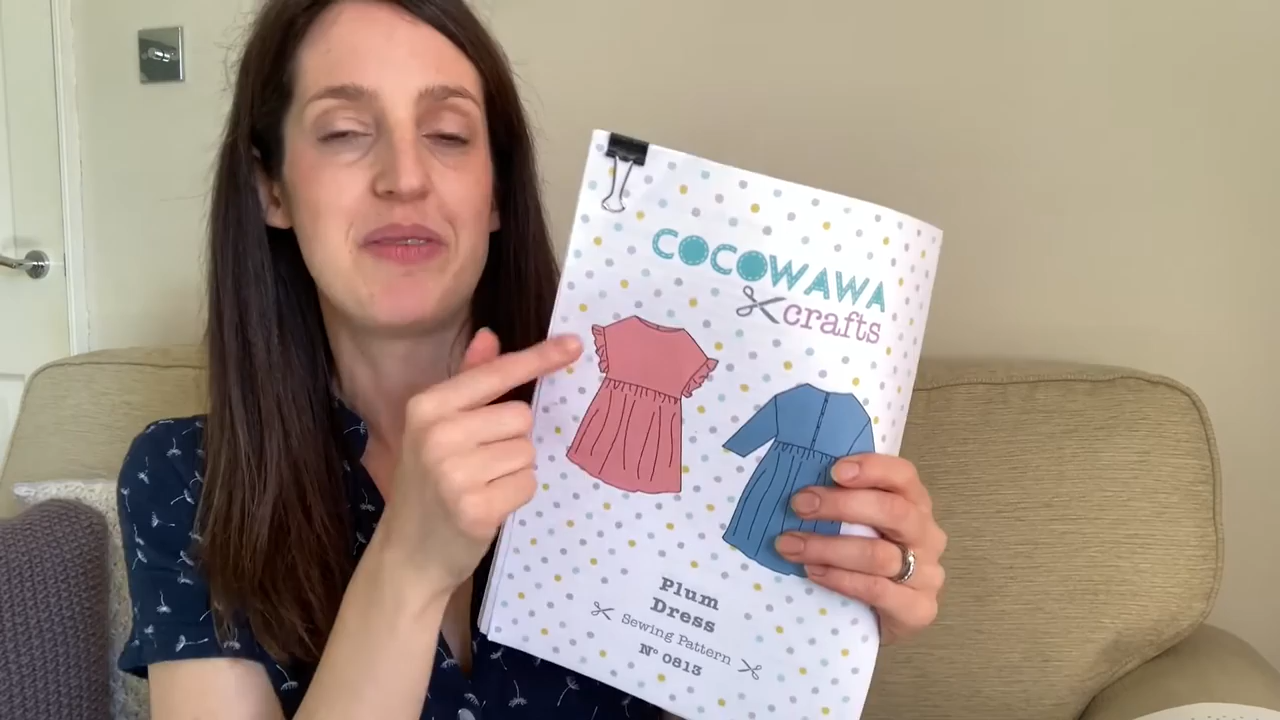 COCOWAWA
crafts
Plum
Dress
Sewing Pattern
Nº 0813